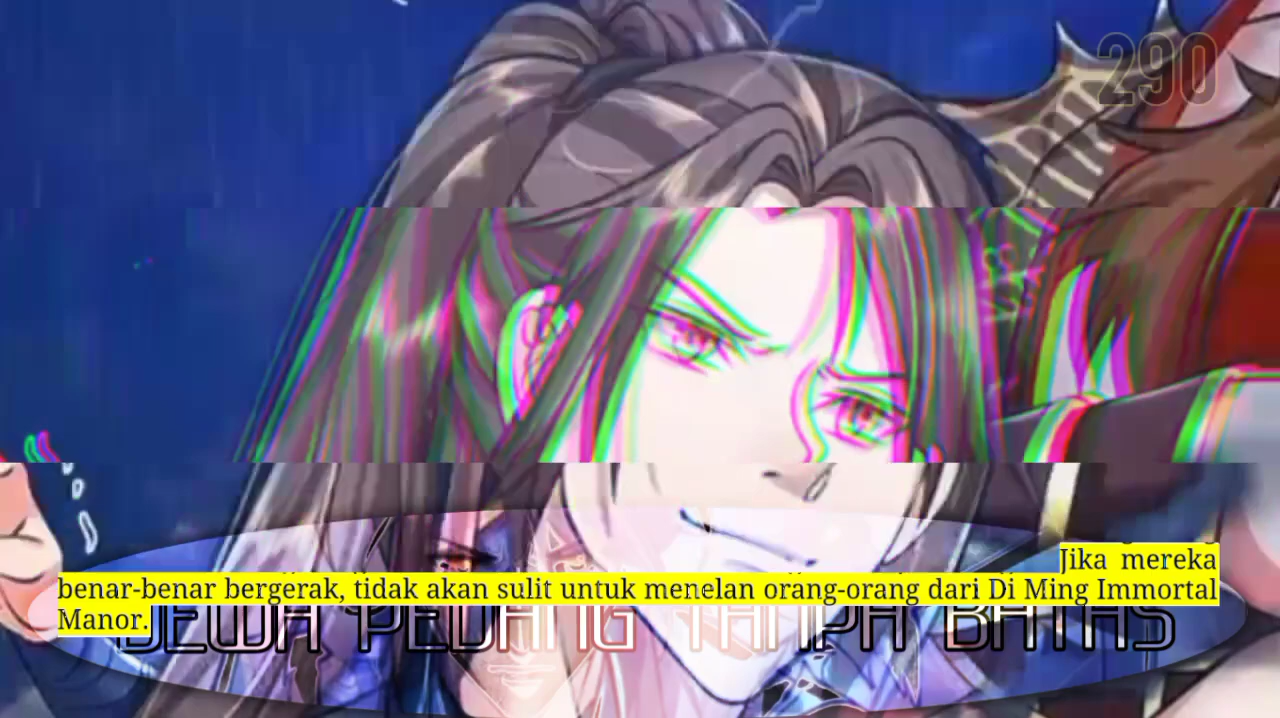 290
Jika mereka
benar-benar bergerak, tidak akan sulit untuk menelan orang-orang dari Di Ming Immortal
Manor.
DEWA PEDANG TANPA BATAS